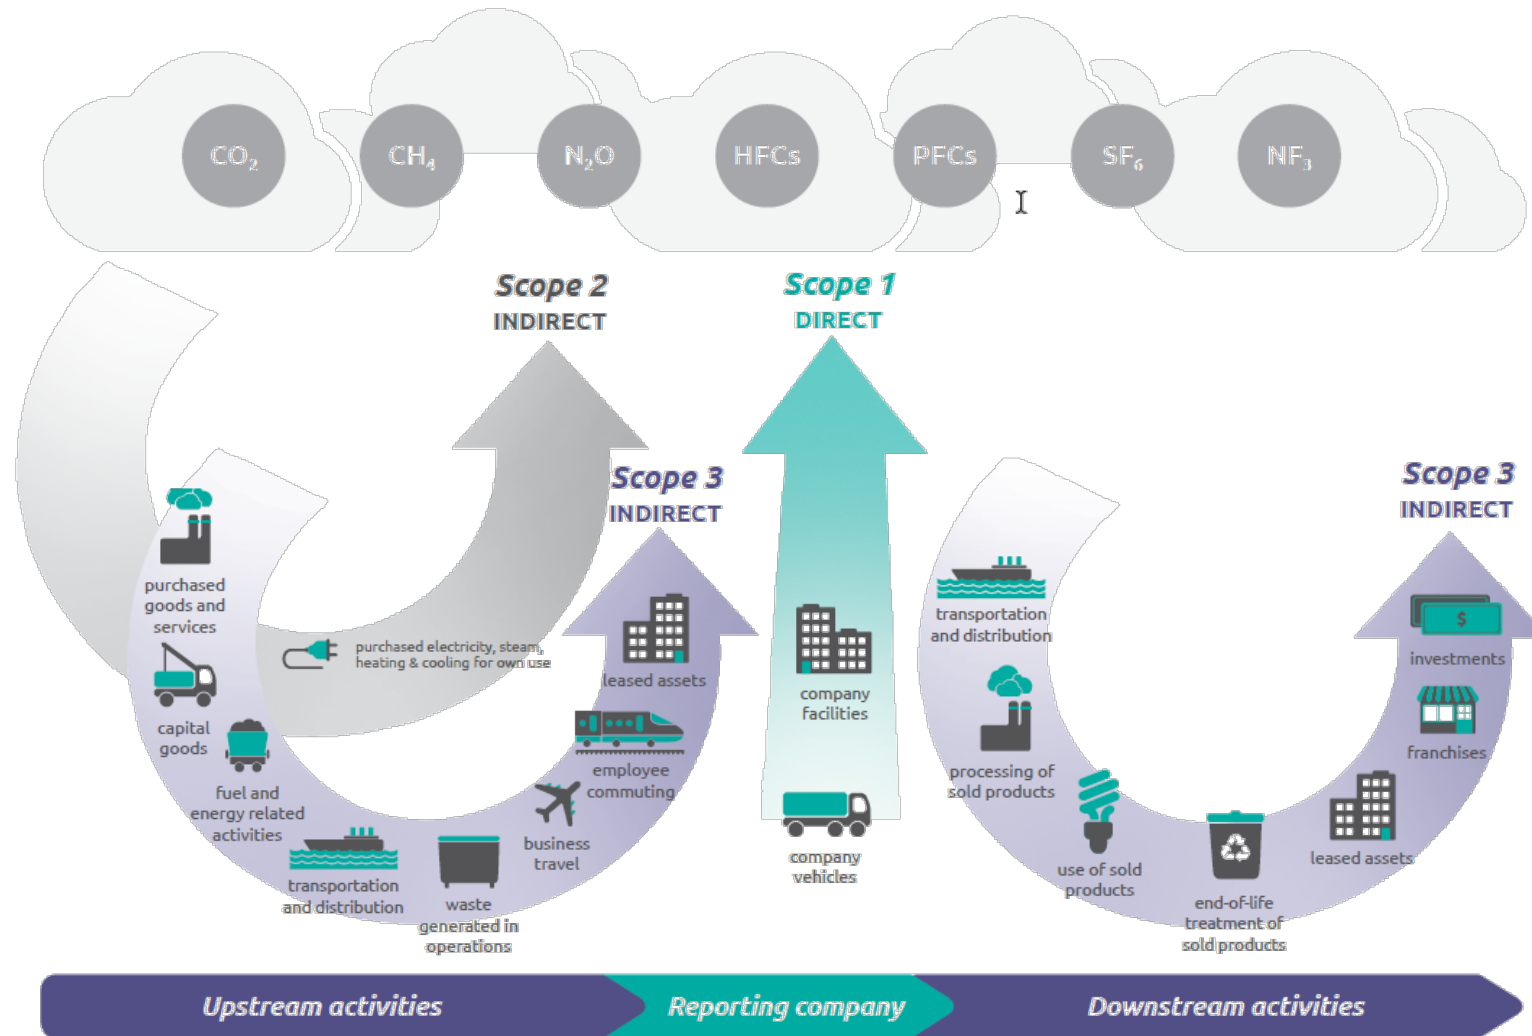 CO₂
CH₄
N₂O
HFCs
PFCs
SF₆
NF₃
Scope 2
INDIRECT
Scope 1
DIRECT
Scope 3
INDIRECT
Scope 3
INDIRECT
purchased
goods and
services
capital
goods
fuel and
energy related
activities
transportation
and distribution
waste
generated in
operations
business
travel
employee
commuting
leased assets
purchased electricity, steam,
heating & cooling for own use
company
facilities
company
vehicles
transportation
and distribution
processing of
sold products
use of sold
products
end-of-life
treatment of
sold products
leased assets
franchises
$
investments
Upstream activities
Reporting company
Downstream activities